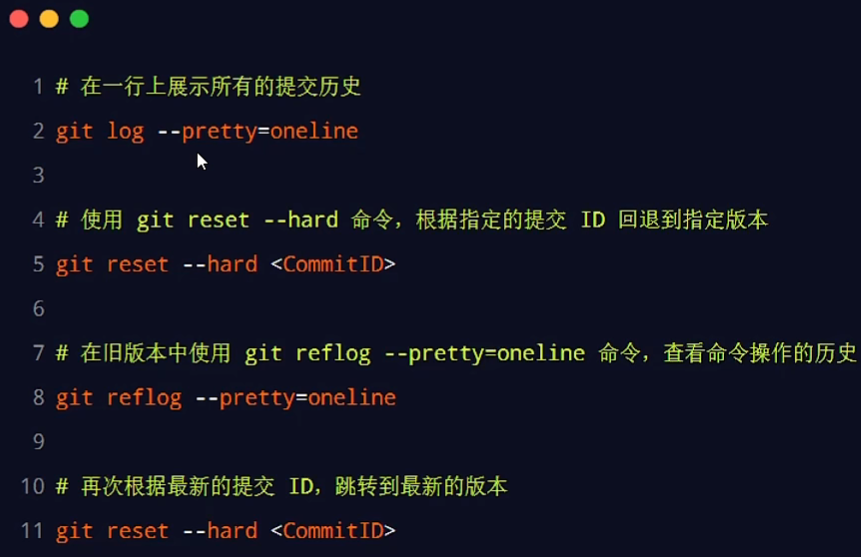 1 # 在一行上展示所有的提交历史
2 git log --pretty=oneline
3
4 # 使用 git reset --hard 命令，根据指定的提交 ID 回退到指定版本
5 git reset --hard <CommitID>
6
7 # 在旧版本中使用 git reflog --pretty=oneline 命令，查看命令操作的历史
8 git reflog --pretty=oneline
9
10 # 再次根据最新的提交 ID，跳转到最新的版本
11 git reset --hard <CommitID>